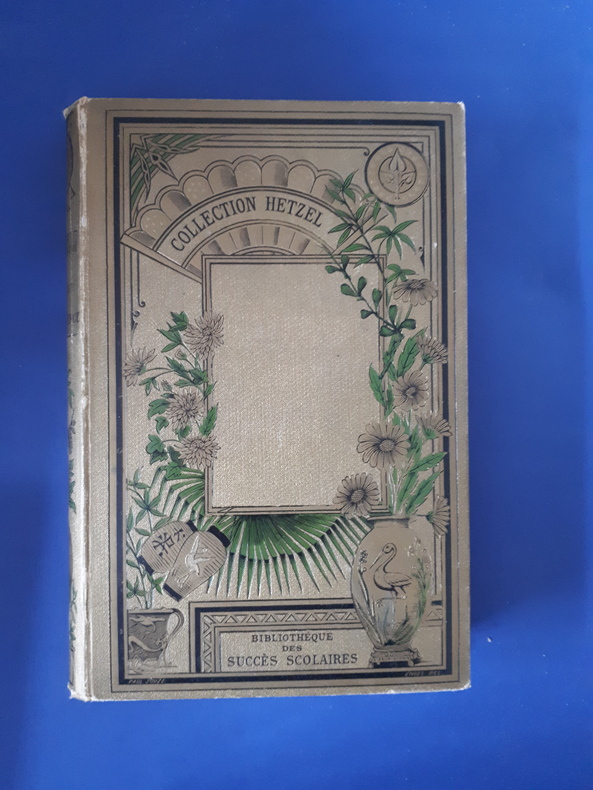 COLLECTION HETZEL
BIBLIOTHÈQUE
DES
SUCCÈS SCOLAIRES